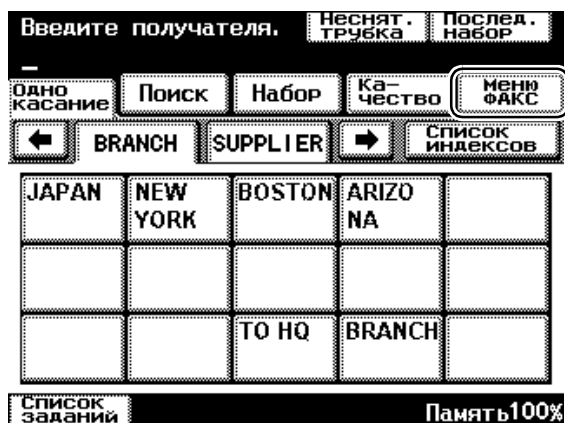 Введите получателя.
Неснят. трубка
Послед. набор
Одно касание
Поиск
Набор
Ка- чество
Меню ФАКС
BRANCH
SUPPLIER
Список индексов
JAPAN
NEW YORK
BOSTON
ARIZO NA
TO HQ
BRANCH
Список заданий
Память100%